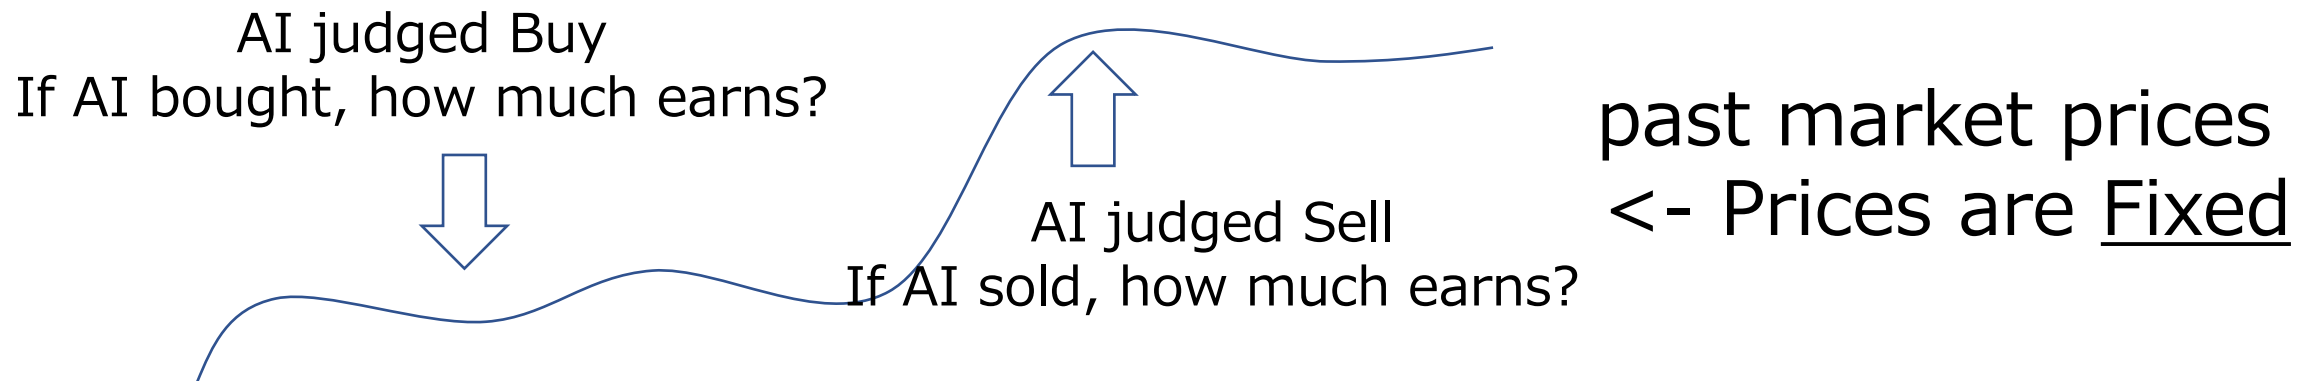 AI judged Buy
If AI bought, how much earns?
AI judged Sell
If AI sold, how much earns?
past market prices
<- Prices are Fixed